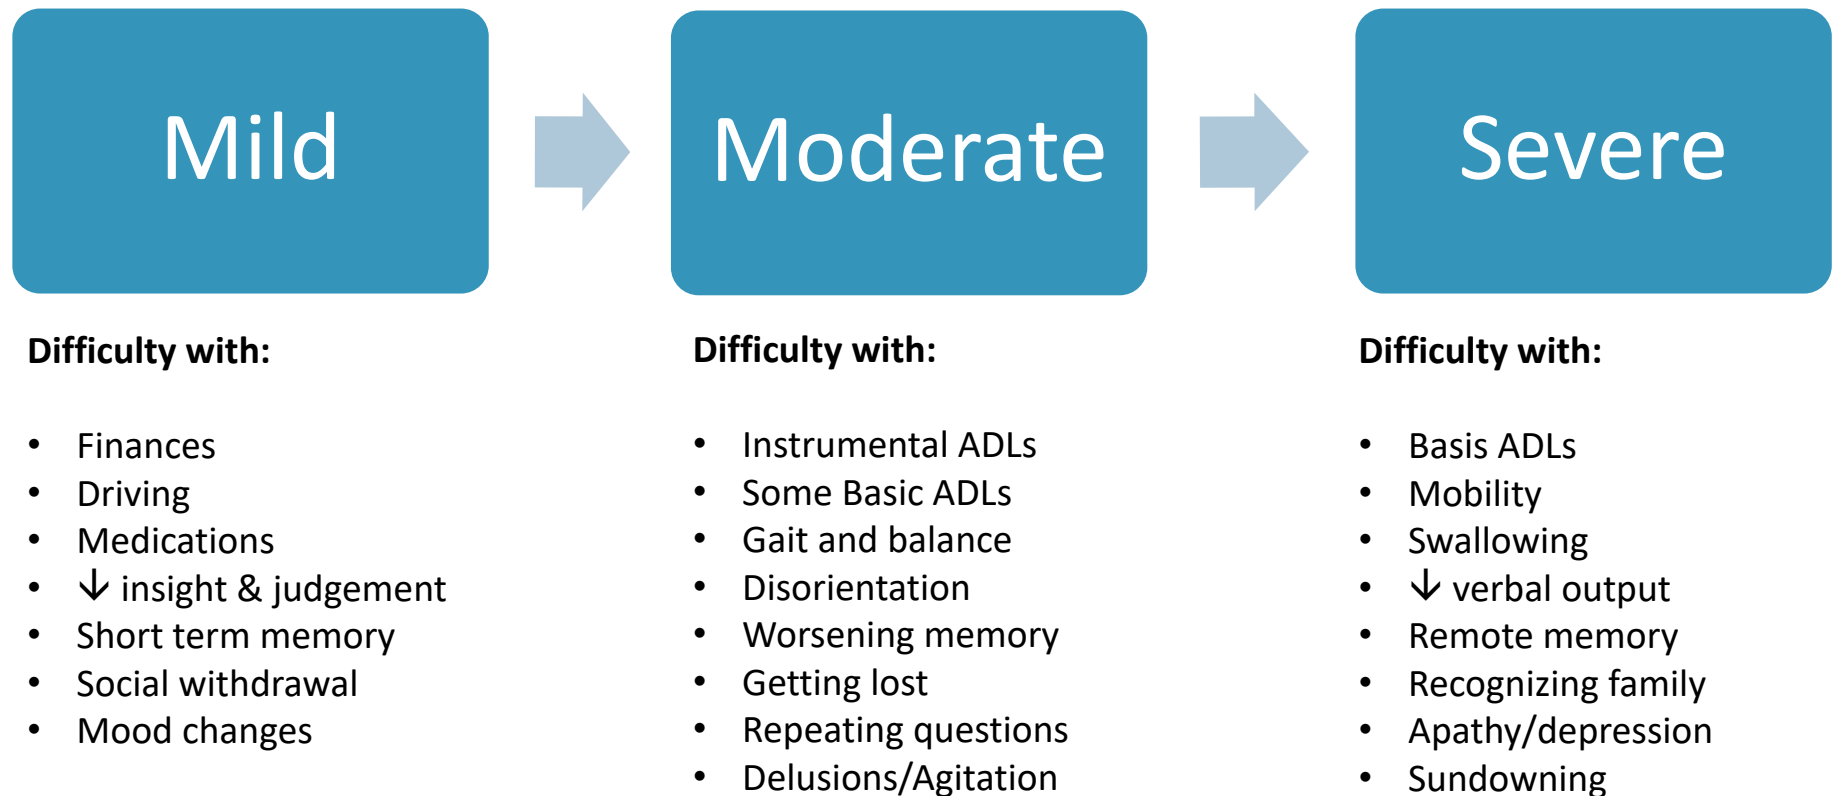 Mild
Moderate
Severe
Difficulty with:
• Finances
• Driving
• Medications
• ↓ insight & judgement
• Short term memory
• Social withdrawal
• Mood changes
Difficulty with:
• Instrumental ADLs
• Some Basic ADLs
• Gait and balance
• Disorientation
• Worsening memory
• Getting lost
• Repeating questions
• Delusions/Agitation
Difficulty with:
• Basis ADLs
• Mobility
• Swallowing
• ↓ verbal output
• Remote memory
• Recognizing family
• Apathy/depression
• Sundowning